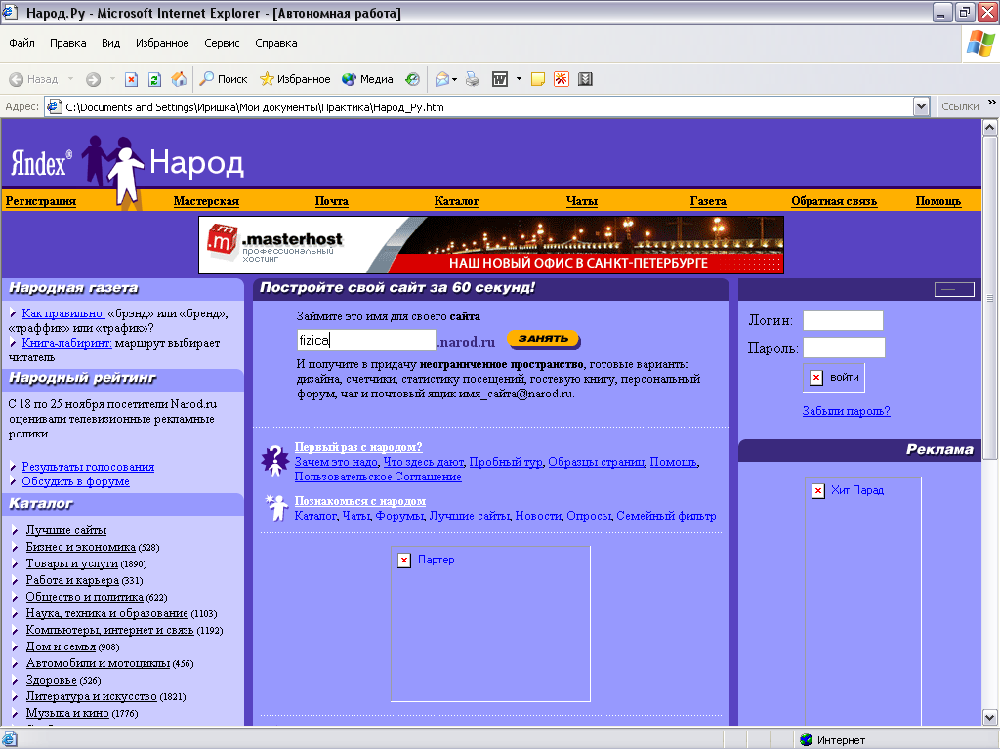 Народ.Ру - Microsoft Internet Explorer - [Автономная работа]
Файл Правка Вид Избранное Сервис Справка
Назад Поиск Избранное Медиа
Адрес: C:\Documents and Settings\Иришка\Мои документы\Практика\Народ_Ру.htm Ссылки »
Яndex® Народ
Регистрация Мастерская Почта Каталог Чаты Газета Обратная связь Помощь
.m .masterhost
профессиональный
хостинг
НАШ НОВЫЙ ОФИС В САНКТ-ПЕТЕРБУРГЕ
Народная газета
Как правильно: «брэнд» или «бренд»,
«траффик» или «трафик»?
Книга-лабиринт: маршрут выбирает
читатель
Народный рейтинг
С 18 по 25 ноября посетители Narod.ru
оценивали телевизионные рекламные
ролики.
Результаты голосования
Обсудить в форуме
Каталог
Лучшие сайты
Бизнес и экономика (528)
Товары и услуги (1890)
Работа и карьера (331)
Общество и политика (622)
Наука, техника и образование (1103)
Компьютеры, интернет и связь (1192)
Дом и семья (908)
Автомобили и мотоциклы (456)
Здоровье (526)
Литература и искусство (1821)
Музыка и кино (1776)
Постройте свой сайт за 60 секунд!
Займите это имя для своего сайта
fizica .narod.ru ЗАНЯТЬ
И получите в придачу неограниченное пространство, готовые варианты
дизайна, счетчики, статистику посещений, гостевую книгу, персональный
форум, чат и почтовый ящик имя_сайта@narod.ru.
Первый раз с народом?
Зачем это надо, Что здесь дают, Пробный тур, Образцы страниц, Помощь,
Пользовательское Соглашение
Познакомься с народом
Каталог, Чаты, Форумы, Лучшие сайты, Новости, Опросы, Семейный фильтр
Партер
Логин:
Пароль:
войти
Забыли пароль?
Реклама
Хит Парад
Интернет